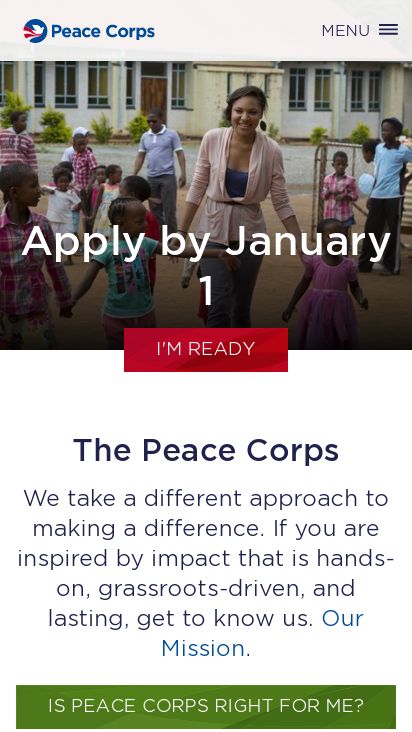 Peace Corps
MENU
Apply by January
1
I'M READY
The Peace Corps
We take a different approach to
making a difference. If you are
inspired by impact that is hands-
on, grassroots-driven, and
lasting, get to know us. Our
Mission.
IS PEACE CORPS RIGHT FOR ME?